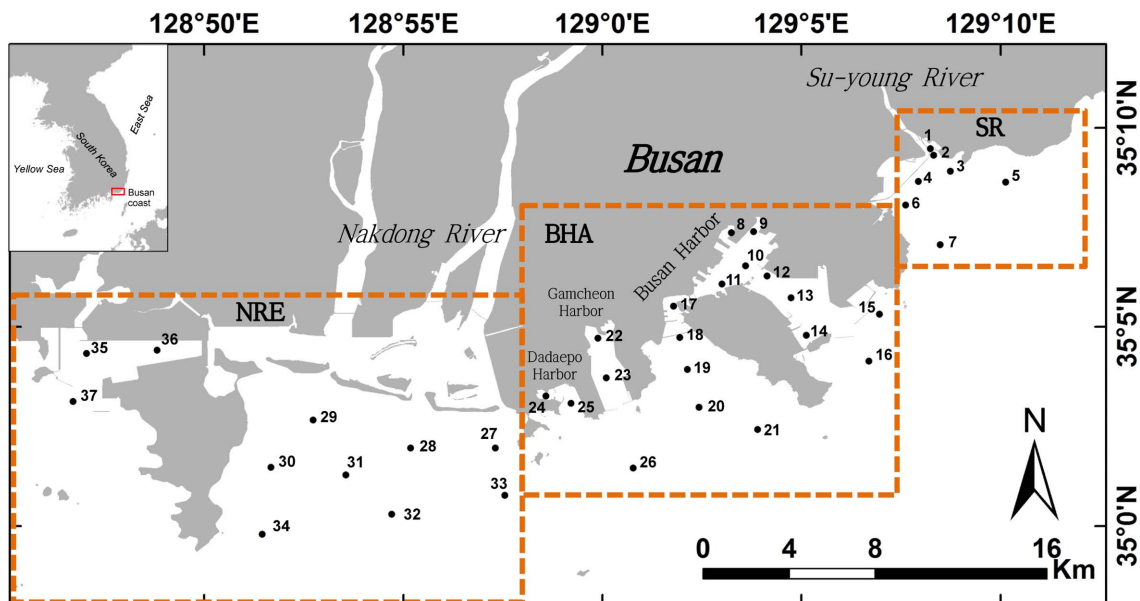 128°50'E 128°55'E 129°0'E 129°5'E 129°10'E
Su-young River
East Sea
South Korea
Yellow Sea
Busan
coast
Busan
SR
1
2
3
4
5
6
7
35°10'N
Nakdong River
BHA
Busan Harbor
8
9
10
11
12
13
14
15
16
17
18
19
20
21
Gamcheon
Harbor
22
23
Dadaepo
Harbor
24
25
26
35°5'N
NRE
35
36
37
29
28
27
30
31
32
33
34
N
35°0'N
0 4 8 16
Km